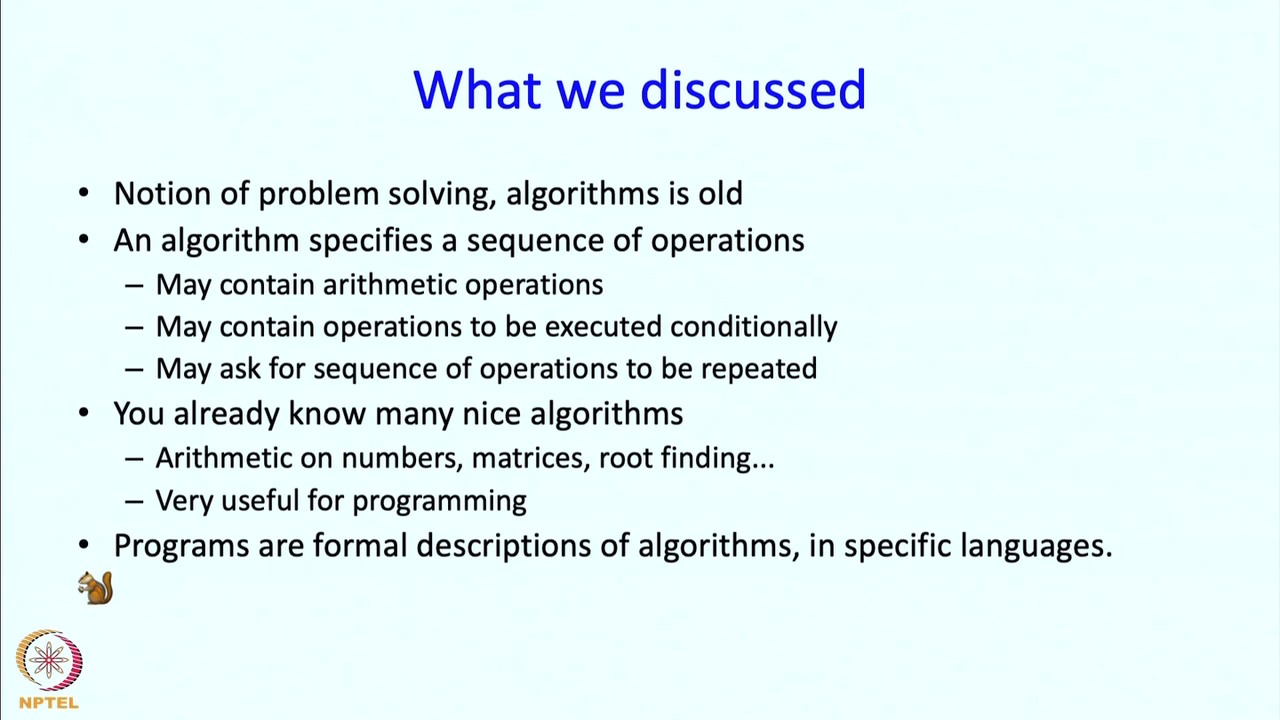 What we discussed
• Notion of problem solving, algorithms is old
• An algorithm specifies a sequence of operations
– May contain arithmetic operations
– May contain operations to be executed conditionally
– May ask for sequence of operations to be repeated
• You already know many nice algorithms
– Arithmetic on numbers, matrices, root finding...
– Very useful for programming
• Programs are formal descriptions of algorithms, in specific languages.
NPTEL